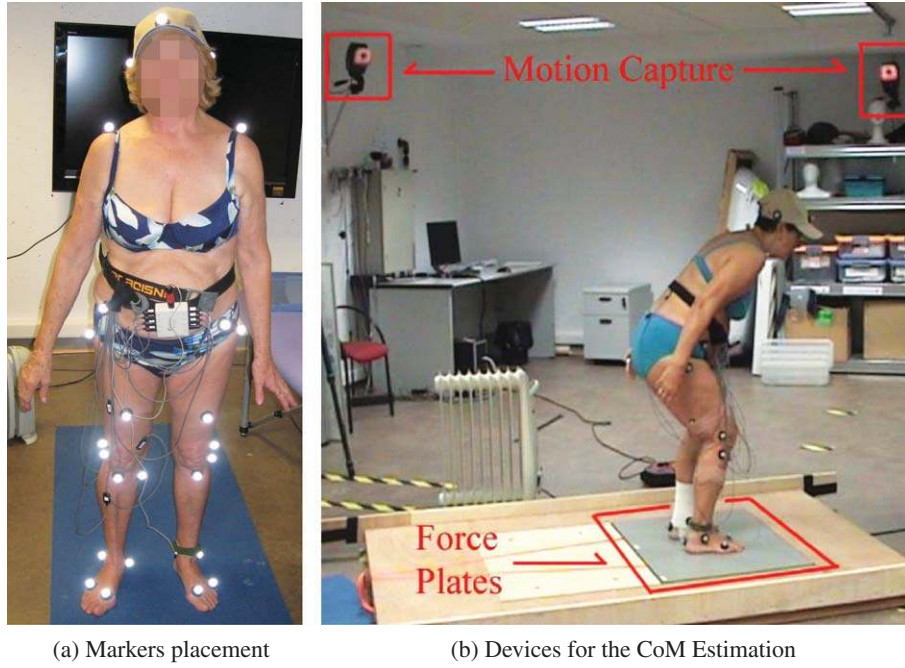 Motion Capture
Force
Plates
(a) Markers placement
(b) Devices for the CoM Estimation